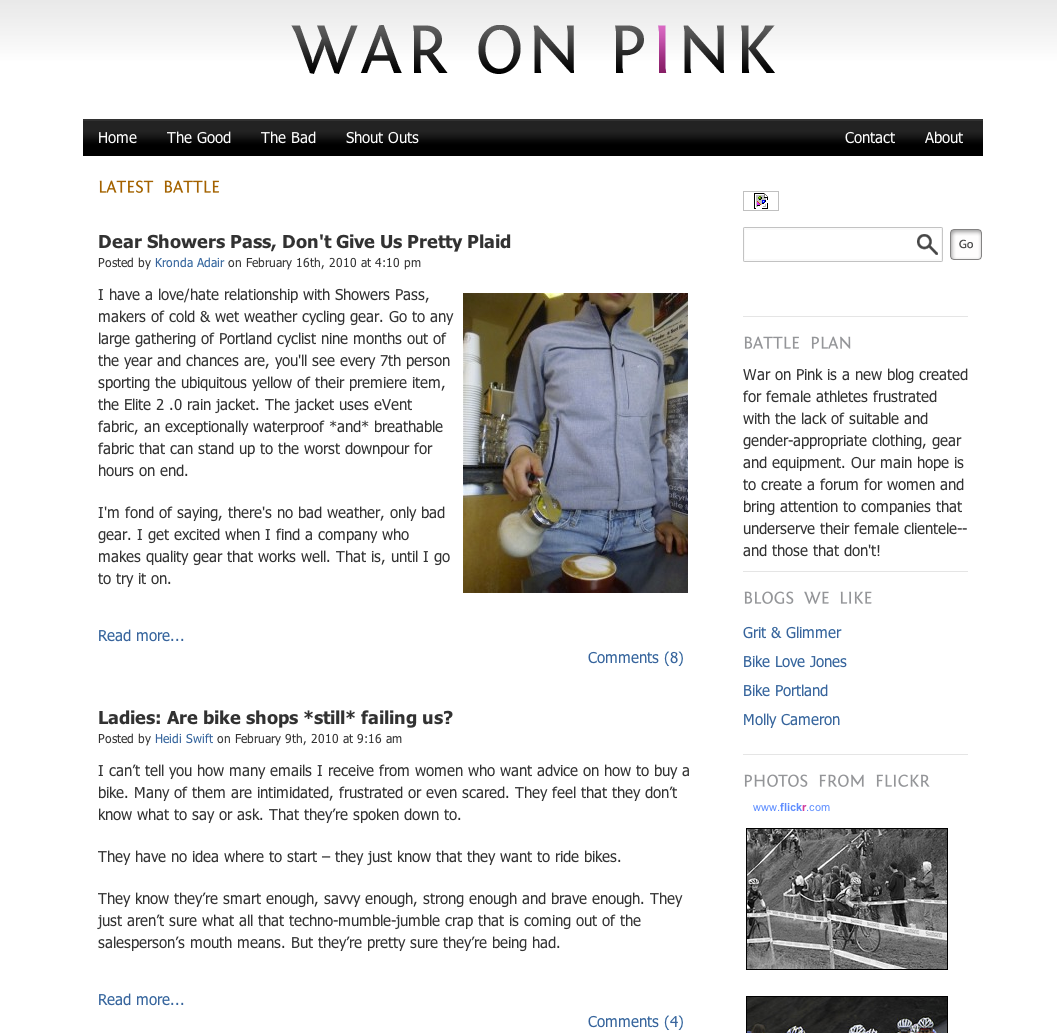 WAR ON PINK
Home The Good The Bad Shout Outs Contact About
LATEST BATTLE
Dear Showers Pass, Don't Give Us Pretty Plaid
Posted by Kronda Adair on February 16th, 2010 at 4:10 pm
I have a love/hate relationship with Showers Pass,
makers of cold & wet weather cycling gear. Go to any
large gathering of Portland cyclist nine months out of
the year and chances are, you'll see every 7th person
sporting the ubiquitous yellow of their premiere item,
the Elite 2 .0 rain jacket. The jacket uses eVent
fabric, an exceptionally waterproof *and* breathable
fabric that can stand up to the worst downpour for
hours on end.
I'm fond of saying, there's no bad weather, only bad
gear. I get excited when I find a company who
makes quality gear that works well. That is, until I go
to try it on.
Read more...
Comments (8)
Ladies: Are bike shops *still* failing us?
Posted by Heidi Swift on February 9th, 2010 at 9:16 am
I can’t tell you how many emails I receive from women who want advice on how to buy a
bike. Many of them are intimidated, frustrated or even scared. They feel that they don’t
know what to say or ask. That they’re spoken down to.
They have no idea where to start – they just know that they want to ride bikes.
They know they’re smart enough, savvy enough, strong enough and brave enough. They
just aren’t sure what all that techno-mumble-jumble crap that is coming out of the
salesperson’s mouth means. But they’re pretty sure they’re being had.
Read more...
Comments (4)
Go
BATTLE PLAN
War on Pink is a new blog created
for female athletes frustrated
with the lack of suitable and
gender-appropriate clothing, gear
and equipment. Our main hope is
to create a forum for women and
bring attention to companies that
underserve their female clientele--
and those that don't!
BLOGS WE LIKE
Grit & Glimmer
Bike Love Jones
Bike Portland
Molly Cameron
PHOTOS FROM FLICKR
www.flickr.com